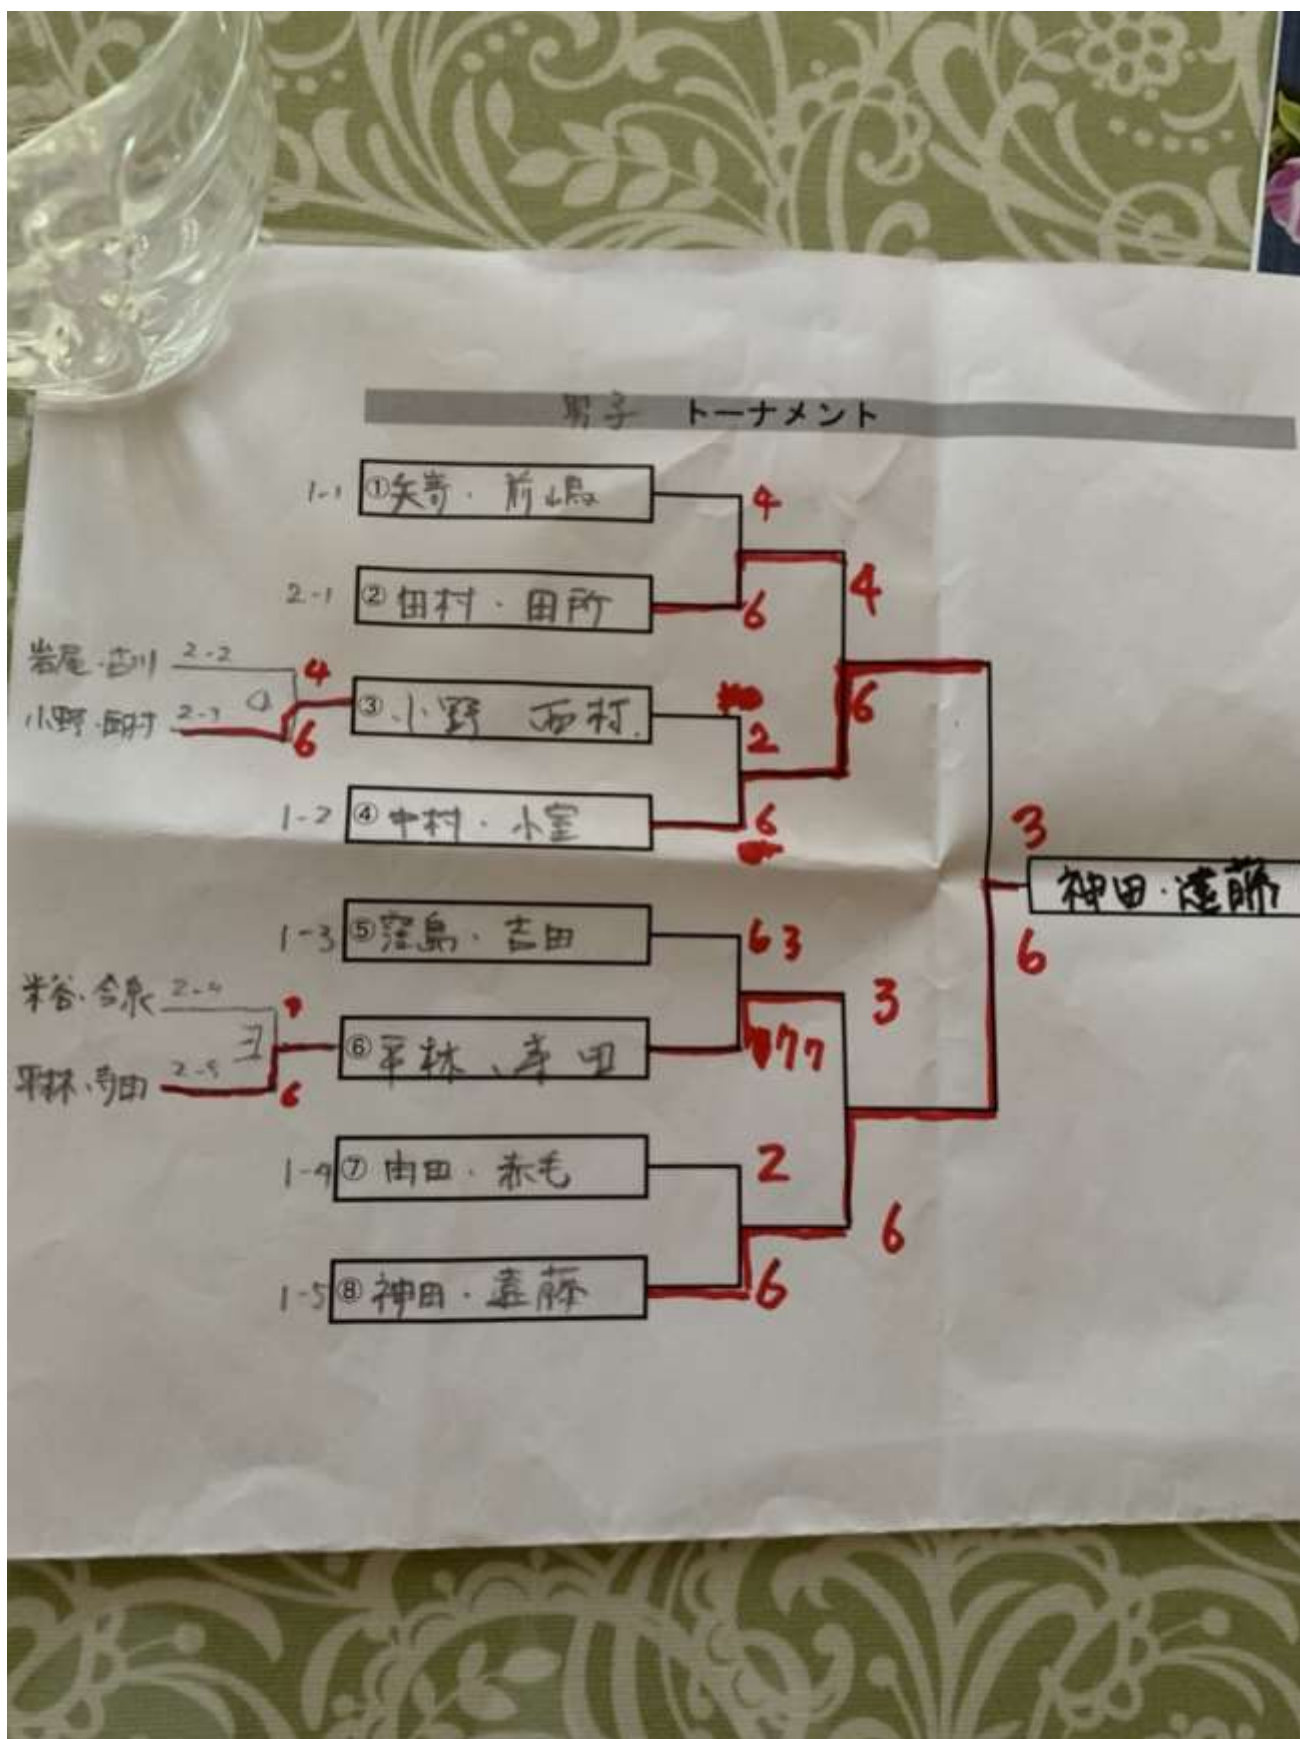 男子 トーナメント
1-1 ①矢嵜・前嶋 4
4
2-1 ②田村・田所 6
岩尾・古川 2-2 4
③小野 西村 2
6
小野・西村 2-3 6
1-2 ④中村・小室 6
3
神田・遠藤
6
1-3 ⑤窪島・吉田 6 3
米谷・今泉 2-4
3
⑥平林、寺田 7 7
平林・寺田 2-5 6
1-4 ⑦由田・赤毛 2
6
1-5 ⑧神田・遠藤 6